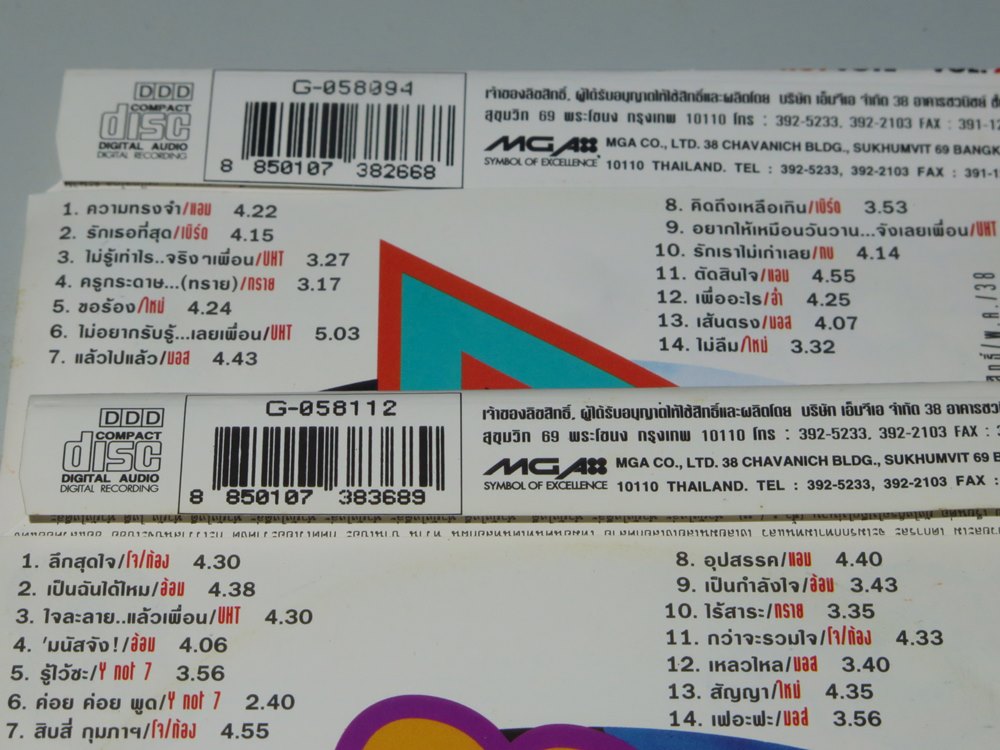 DDD
COMPACT
disc
DIGITAL AUDIO
DIGITAL RECORDING
G-058094
8 850107 382668
เจ้าของลิขสิทธิ์, ผู้ได้รับอนุญาตให้ใช้สิทธิ์และผลิตโดย บริษัท เอ็มจีเอ จำกัด 38 อาคารชวนิชย์
สุขุมวิท 69 พระโขนง กรุงเทพ 10110 โทร : 392-5233, 392-2103 FAX : 391-12
MGA
SYMBOL OF EXCELLENCE
MGA CO., LTD. 38 CHAVANICH BLDG., SUKHUMVIT 69 BANGK
10110 THAILAND. TEL : 392-5233, 392-2103 FAX : 391-1
1. ความทรงจำ/แอม 4.22
2. รักเธอที่สุด/เบิร์ด 4.15
3. ไม่รู้เท่าไร..จริงๆเพื่อน/UHT 3.27
4. ครูกระดาษ...(ทราย)/ทราย 3.17
5. ขอร้อง/ใหม่ 4.24
6. ไม่อยากรับรู้...เลยเพื่อน/UHT 5.03
7. แล้วไปแล้ว/มอส 4.43
8. คิดถึงเหลือเกิน/เบิร์ด 3.53
9. อยากให้เหมือนวันวาน...จังเลยเพื่อน/UHT
10. รักเราไม่เก่าเลย/ 4.14
11. ตัดสินใจ/แอม 4.55
12. เพื่ออะไร/ 4.25
13. เส้นตรง/มอส 4.07
14. ไม่ลืม/ใหม่ 3.32
DDD
COMPACT
disc
DIGITAL AUDIO
DIGITAL RECORDING
G-058112
8 850107 383689
เจ้าของลิขสิทธิ์, ผู้ได้รับอนุญาตให้ใช้สิทธิ์และผลิตโดย บริษัท เอ็มจีเอ จำกัด 38 อาคารชว
สุขุมวิท 69 พระโขนง กรุงเทพ 10110 โทร : 392-5233, 392-2103 FAX :
MGA
SYMBOL OF EXCELLENCE
MGA CO., LTD. 38 CHAVANICH BLDG., SUKHUMVIT 69 B
10110 THAILAND. TEL : 392-5233, 392-2103 FAX :
1. ลึกสุดใจ/โจ/ก้อง 4.30
2. เป็นฉันได้ไหม/อ้อม 4.38
3. ใจละลาย..แล้วเพื่อน/UHT 4.30
4. 'มนัสจัง!/อ้อม 4.06
5. รู้ไว้ซะ/Y not 7 3.56
6. ค่อย ค่อย พูด/Y not 7 2.40
7. สิบสี่ กุมภาฯ/โจ/ก้อง 4.55
8. อุปสรรค/แอม 4.40
9. เป็นกำลังใจ/อ้อม 3.43
10. ไร้สาระ/ทราย 3.35
11. กว่าจะรวมใจ/โจ/ก้อง 4.33
12. เหลวไหล/มอส 3.40
13. สัญญา/ใหม่ 4.35
14. เฟอะฟะ/มอส 3.56